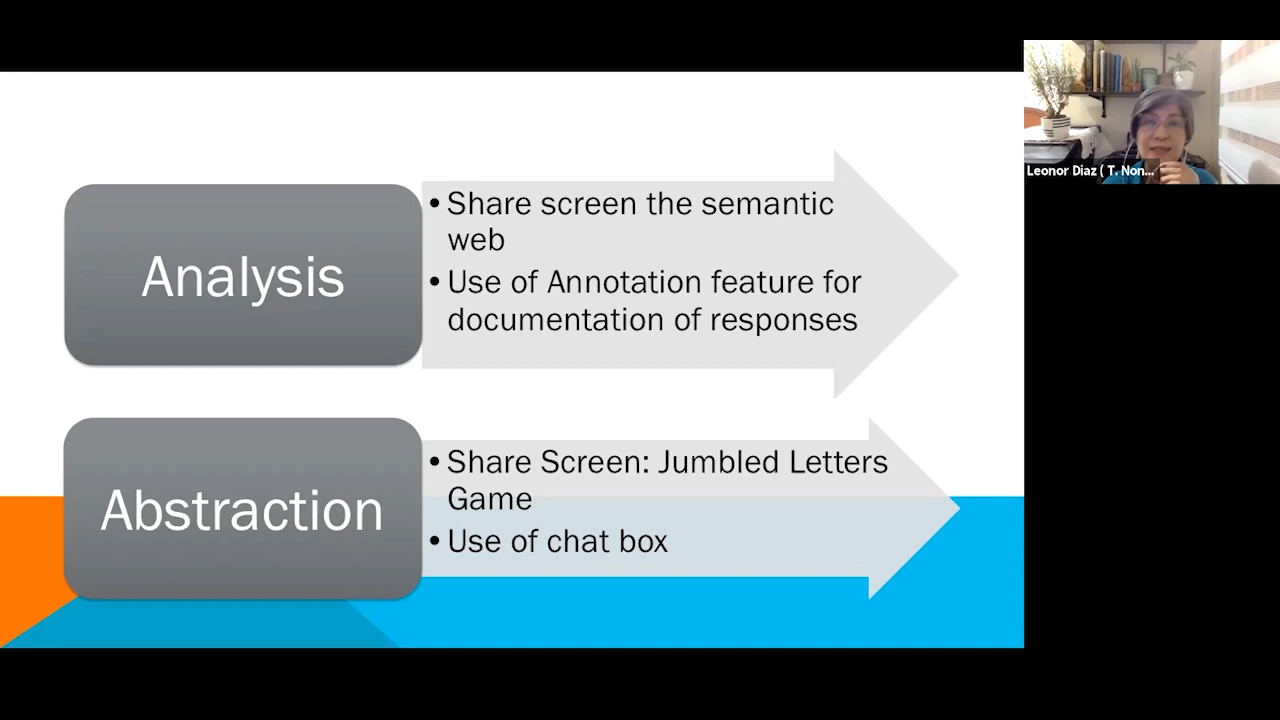 Analysis
• Share screen the semantic
web
• Use of Annotation feature for
documentation of responses
Abstraction
• Share Screen: Jumbled Letters
Game
• Use of chat box
Leonor Diaz ( T. Non...